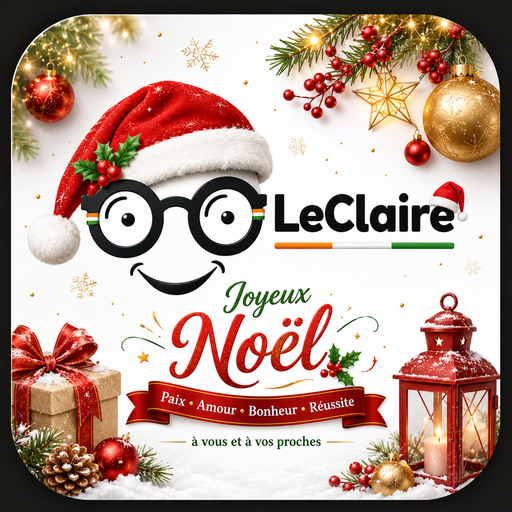 LeClaire
Joyeux
Noël
Paix • Amour • Bonheur • Réussite
à vous et à vos proches